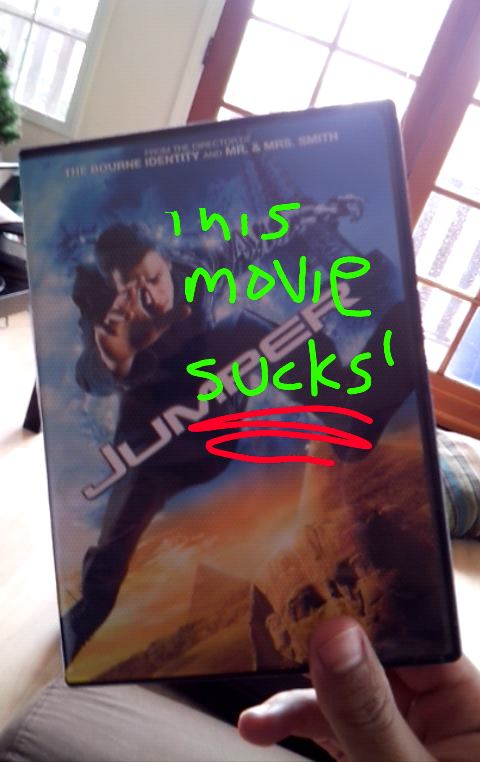 FROM THE DIRECTOR OF
THE BOURNE IDENTITY AND MR. & MRS. SMITH
This
movie
sucks'
JUMPER